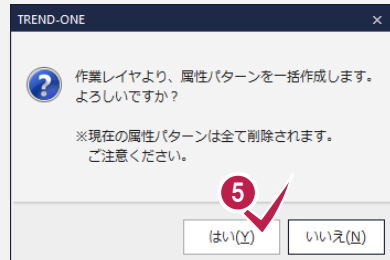 TREND-ONE
作業レイヤより、属性パターンを一括作成します。
よろしいですか？
※現在の属性パターンは全て削除されます。
ご注意ください。
5
はい(Y)
いいえ(N)